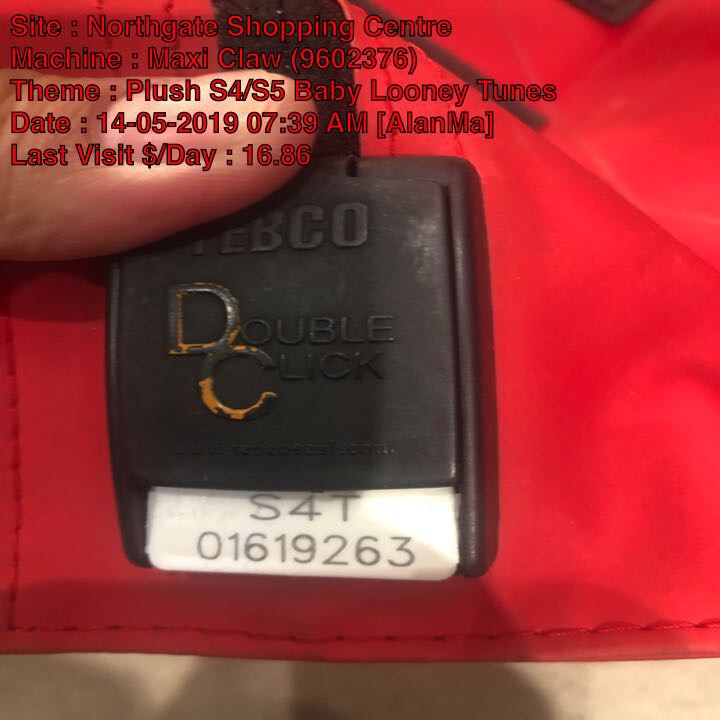 Site : Northgate Shopping Centre
Machine : Maxi Claw (9602376)
Theme : Plush S4/S5 Baby Looney Tunes
Date : 14-05-2019 07:39 AM [AlanMa]
Last Visit $/Day : 16.86
TEBCO
DOUBLE
CLICK
S4T
01619263